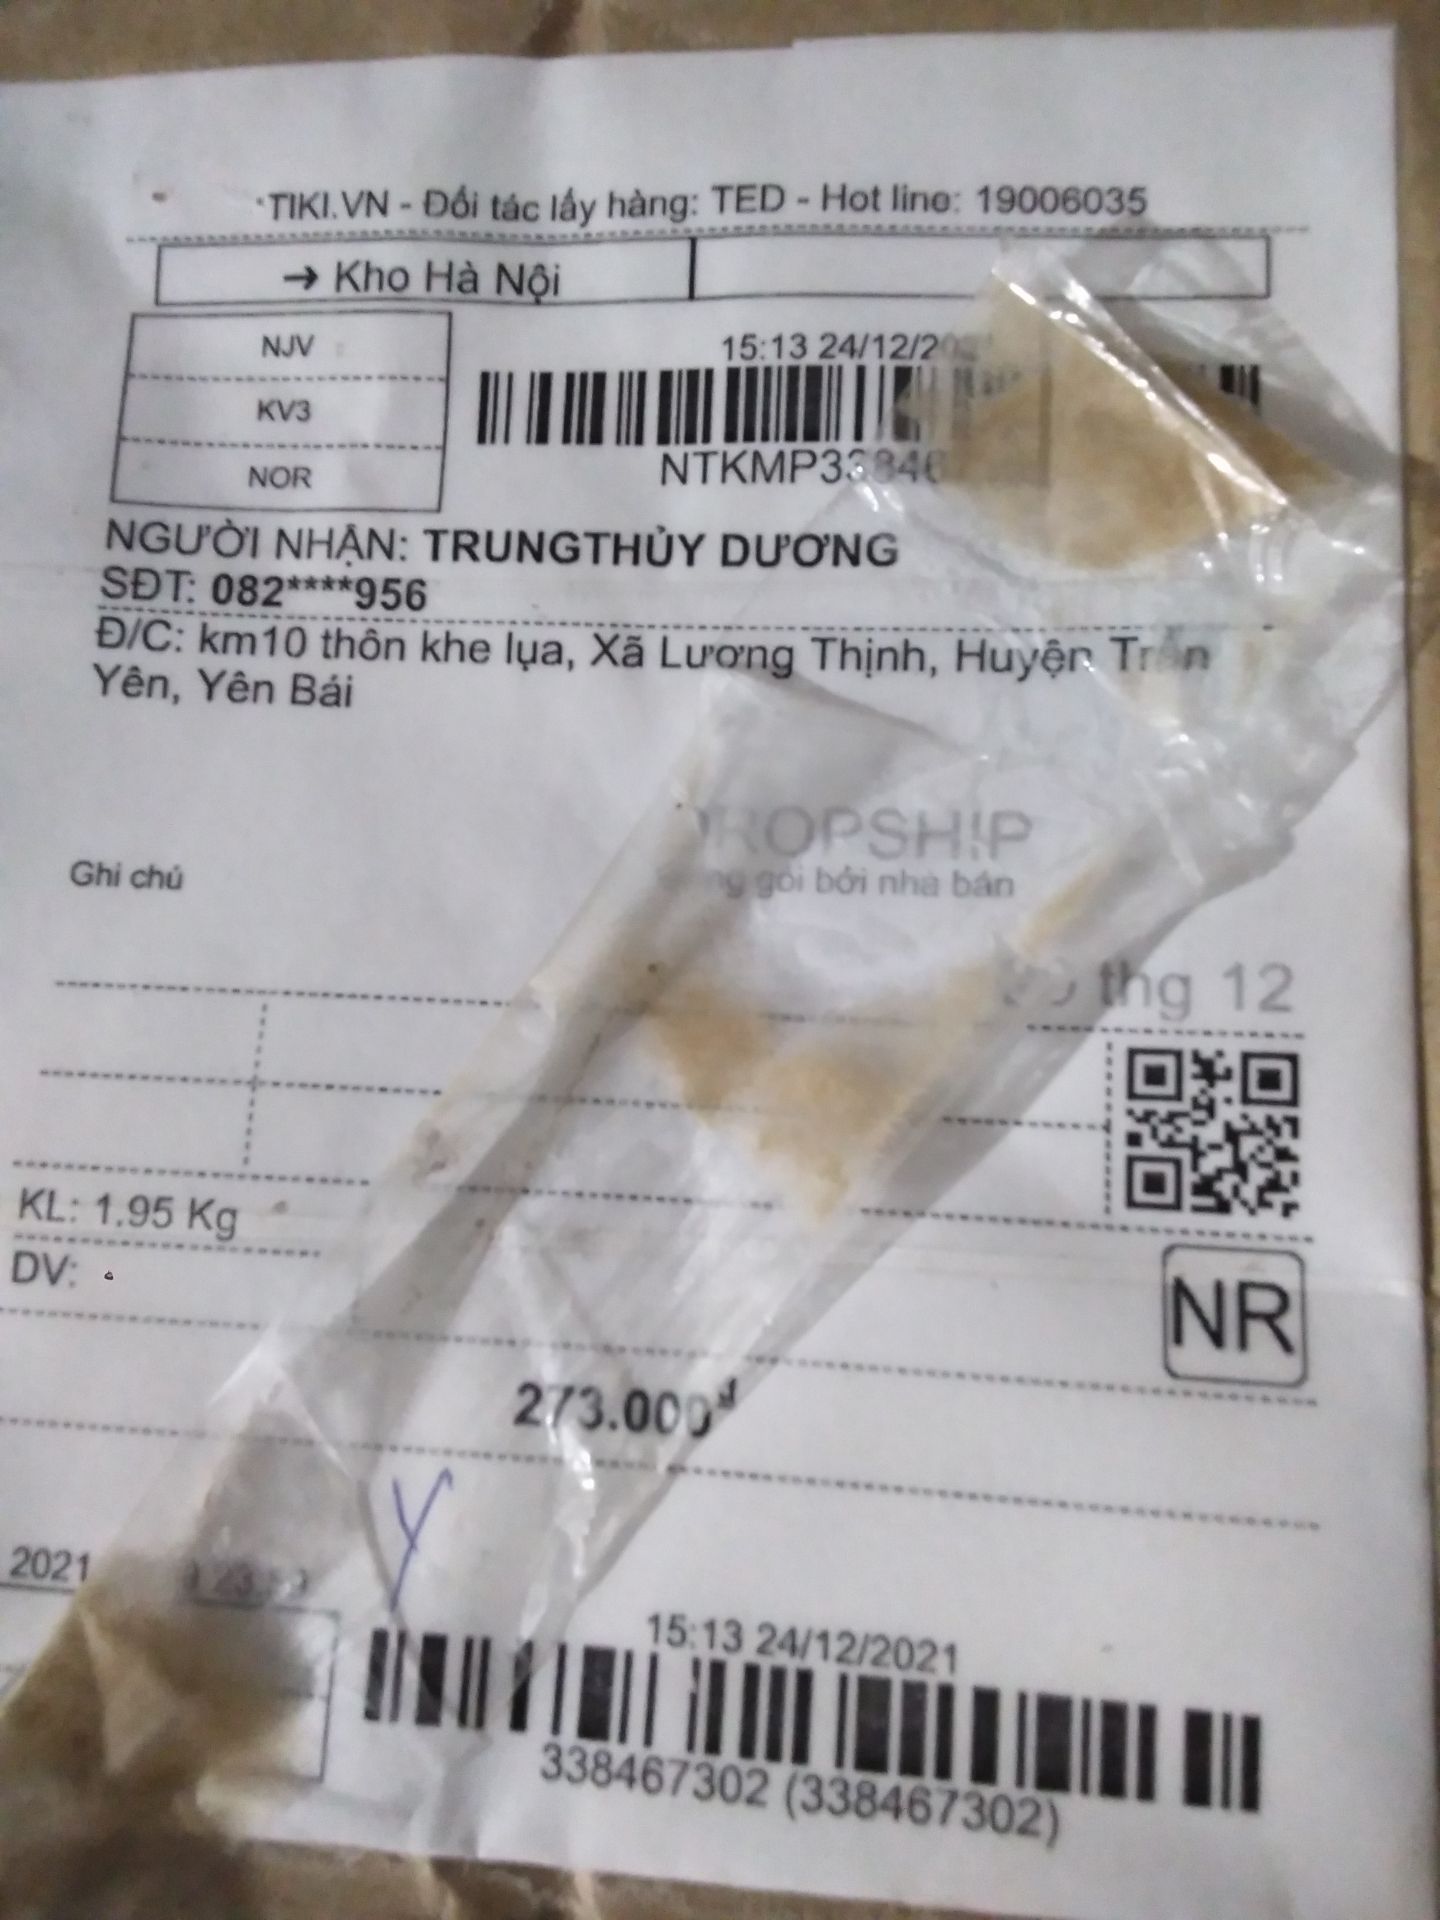 TIKI.VN - Đối tác lấy hàng: TED - Hot line: 19006035
→ Kho Hà Nội
NJV
KV3
NOR
15:13 24/12/2021
NTKMP33846
NGƯỜI NHẬN: TRUNGTHỦY DƯƠNG
SĐT: 082****956
Đ/C: km10 thôn khe lụa, Xã Lương Thịnh, Huyện Trấn
Yên, Yên Bái
DROPSHIP
gói bởi nhà bán
Ghi chú
thg 12
KL: 1.95 Kg
DV:
NR
273.000đ
Y
2021
15:13 24/12/2021
338467302 (338467302)